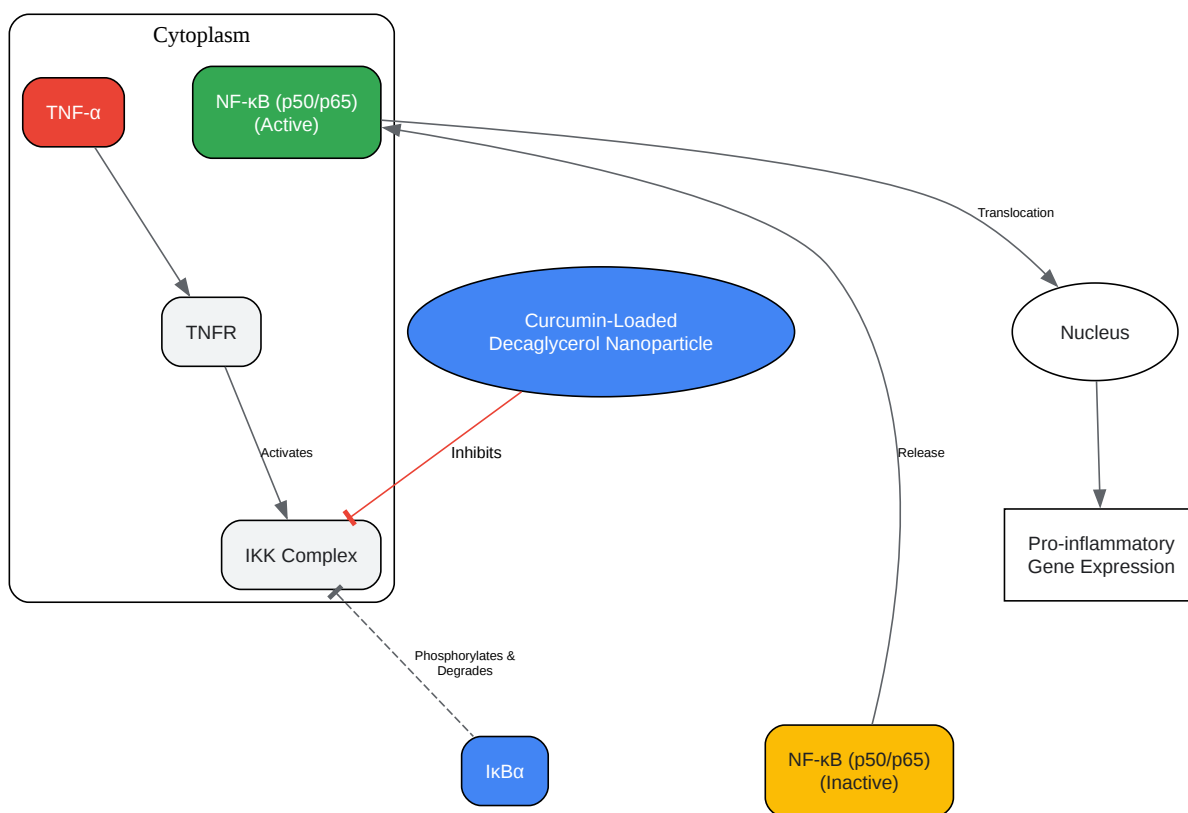 Cytoplasm
TNF-α
NF-κB (p50/p65)
(Active)
Translocation
TNFR
Curcumin-Loaded
Decaglycerol Nanoparticle
Nucleus
Activates
Inhibits
Release
IKK Complex
Pro-inflammatory
Gene Expression
Phosphorylates &
Degrades
IκBα
NF-κB (p50/p65)
(Inactive)